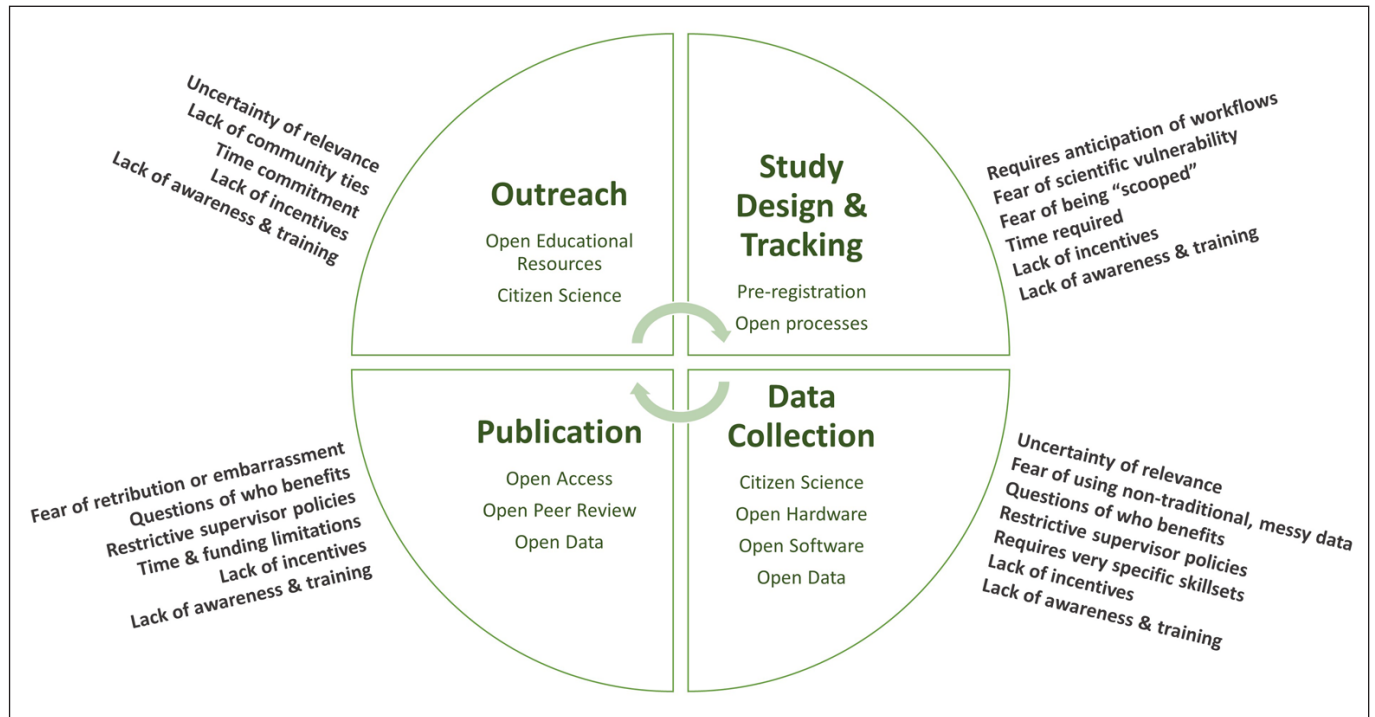 Uncertainty of relevance
Lack of community ties
Time commitment
Lack of incentives
Lack of awareness & training
Outreach
Open Educational
Resources
Citizen Science
Study
Design &
Tracking
Pre-registration
Open processes
Requires anticipation of workflows
Fear of scientific vulnerability
Fear of being “scooped”
Time required
Lack of incentives
Lack of awareness & training
Fear of retribution or embarrassment
Questions of who benefits
Restrictive supervisor policies
Time & funding limitations
Lack of incentives
Lack of awareness & training
Publication
Open Access
Open Peer Review
Open Data
Data
Collection
Citizen Science
Open Hardware
Open Software
Open Data
Uncertainty of relevance
Fear of using non-traditional, messy data
Questions of who benefits
Restrictive supervisor policies
Requires very specific skillsets
Lack of incentives
Lack of awareness & training